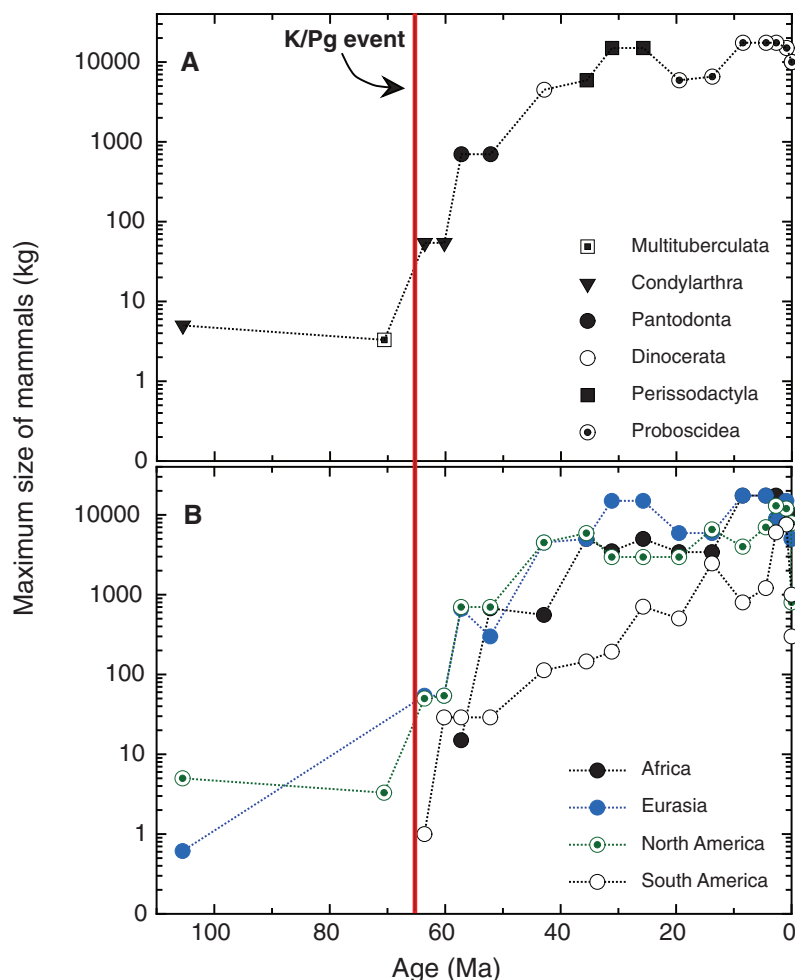 K/Pg event
A
10000
1000
100
10
1
0
Multituberculata
Condylarthra
Pantodonta
Dinocerata
Perissodactyla
Proboscidea
Maximum size of mammals (kg)
B
10000
1000
100
10
1
0
Africa
Eurasia
North America
South America
100 80 60 40 20 0
Age (Ma)